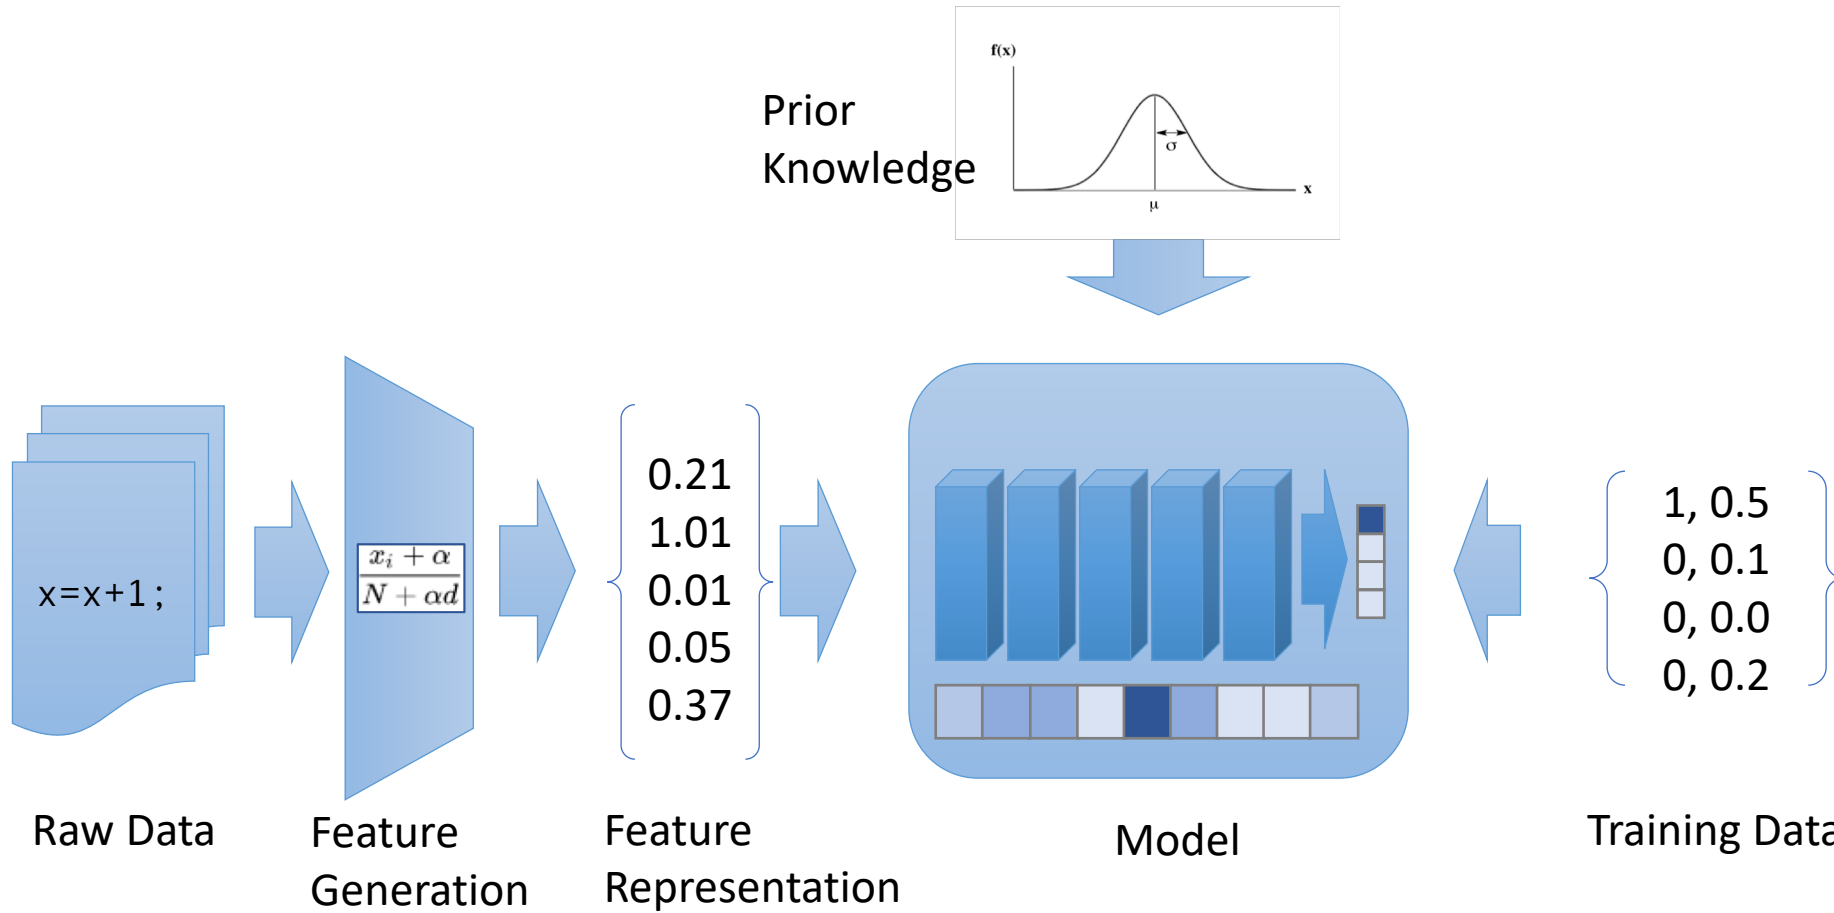 Prior
Knowledge
f(x)
σ
x
μ
x=x+1;
x_i + α
N + αd
0.21
1.01
0.01
0.05
0.37
1, 0.5
0, 0.1
0, 0.0
0, 0.2
Raw Data
Feature
Generation
Feature
Representation
Model
Training Data